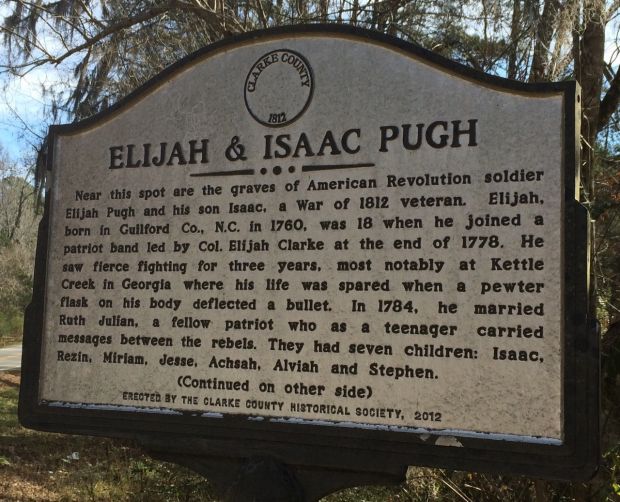 CLARKE COUNTY
1812
ELIJAH & ISAAC PUGH
Near this spot are the graves of American Revolution soldier
Elijah Pugh and his son Isaac, a War of 1812 veteran. Elijah,
born in Guilford Co., N.C. in 1760, was 18 when he joined a
patriot band led by Col. Elijah Clarke at the end of 1778. He
saw fierce fighting for three years, most notably at Kettle
Creek in Georgia where his life was spared when a pewter
flask on his body deflected a bullet. In 1784, he married
Ruth Julian, a fellow patriot who as a teenager carried
messages between the rebels. They had seven children: Isaac,
Rezin, Miriam, Jesse, Achsah, Alviah and Stephen.
(Continued on other side)
ERECTED BY THE CLARKE COUNTY HISTORICAL SOCIETY, 2012